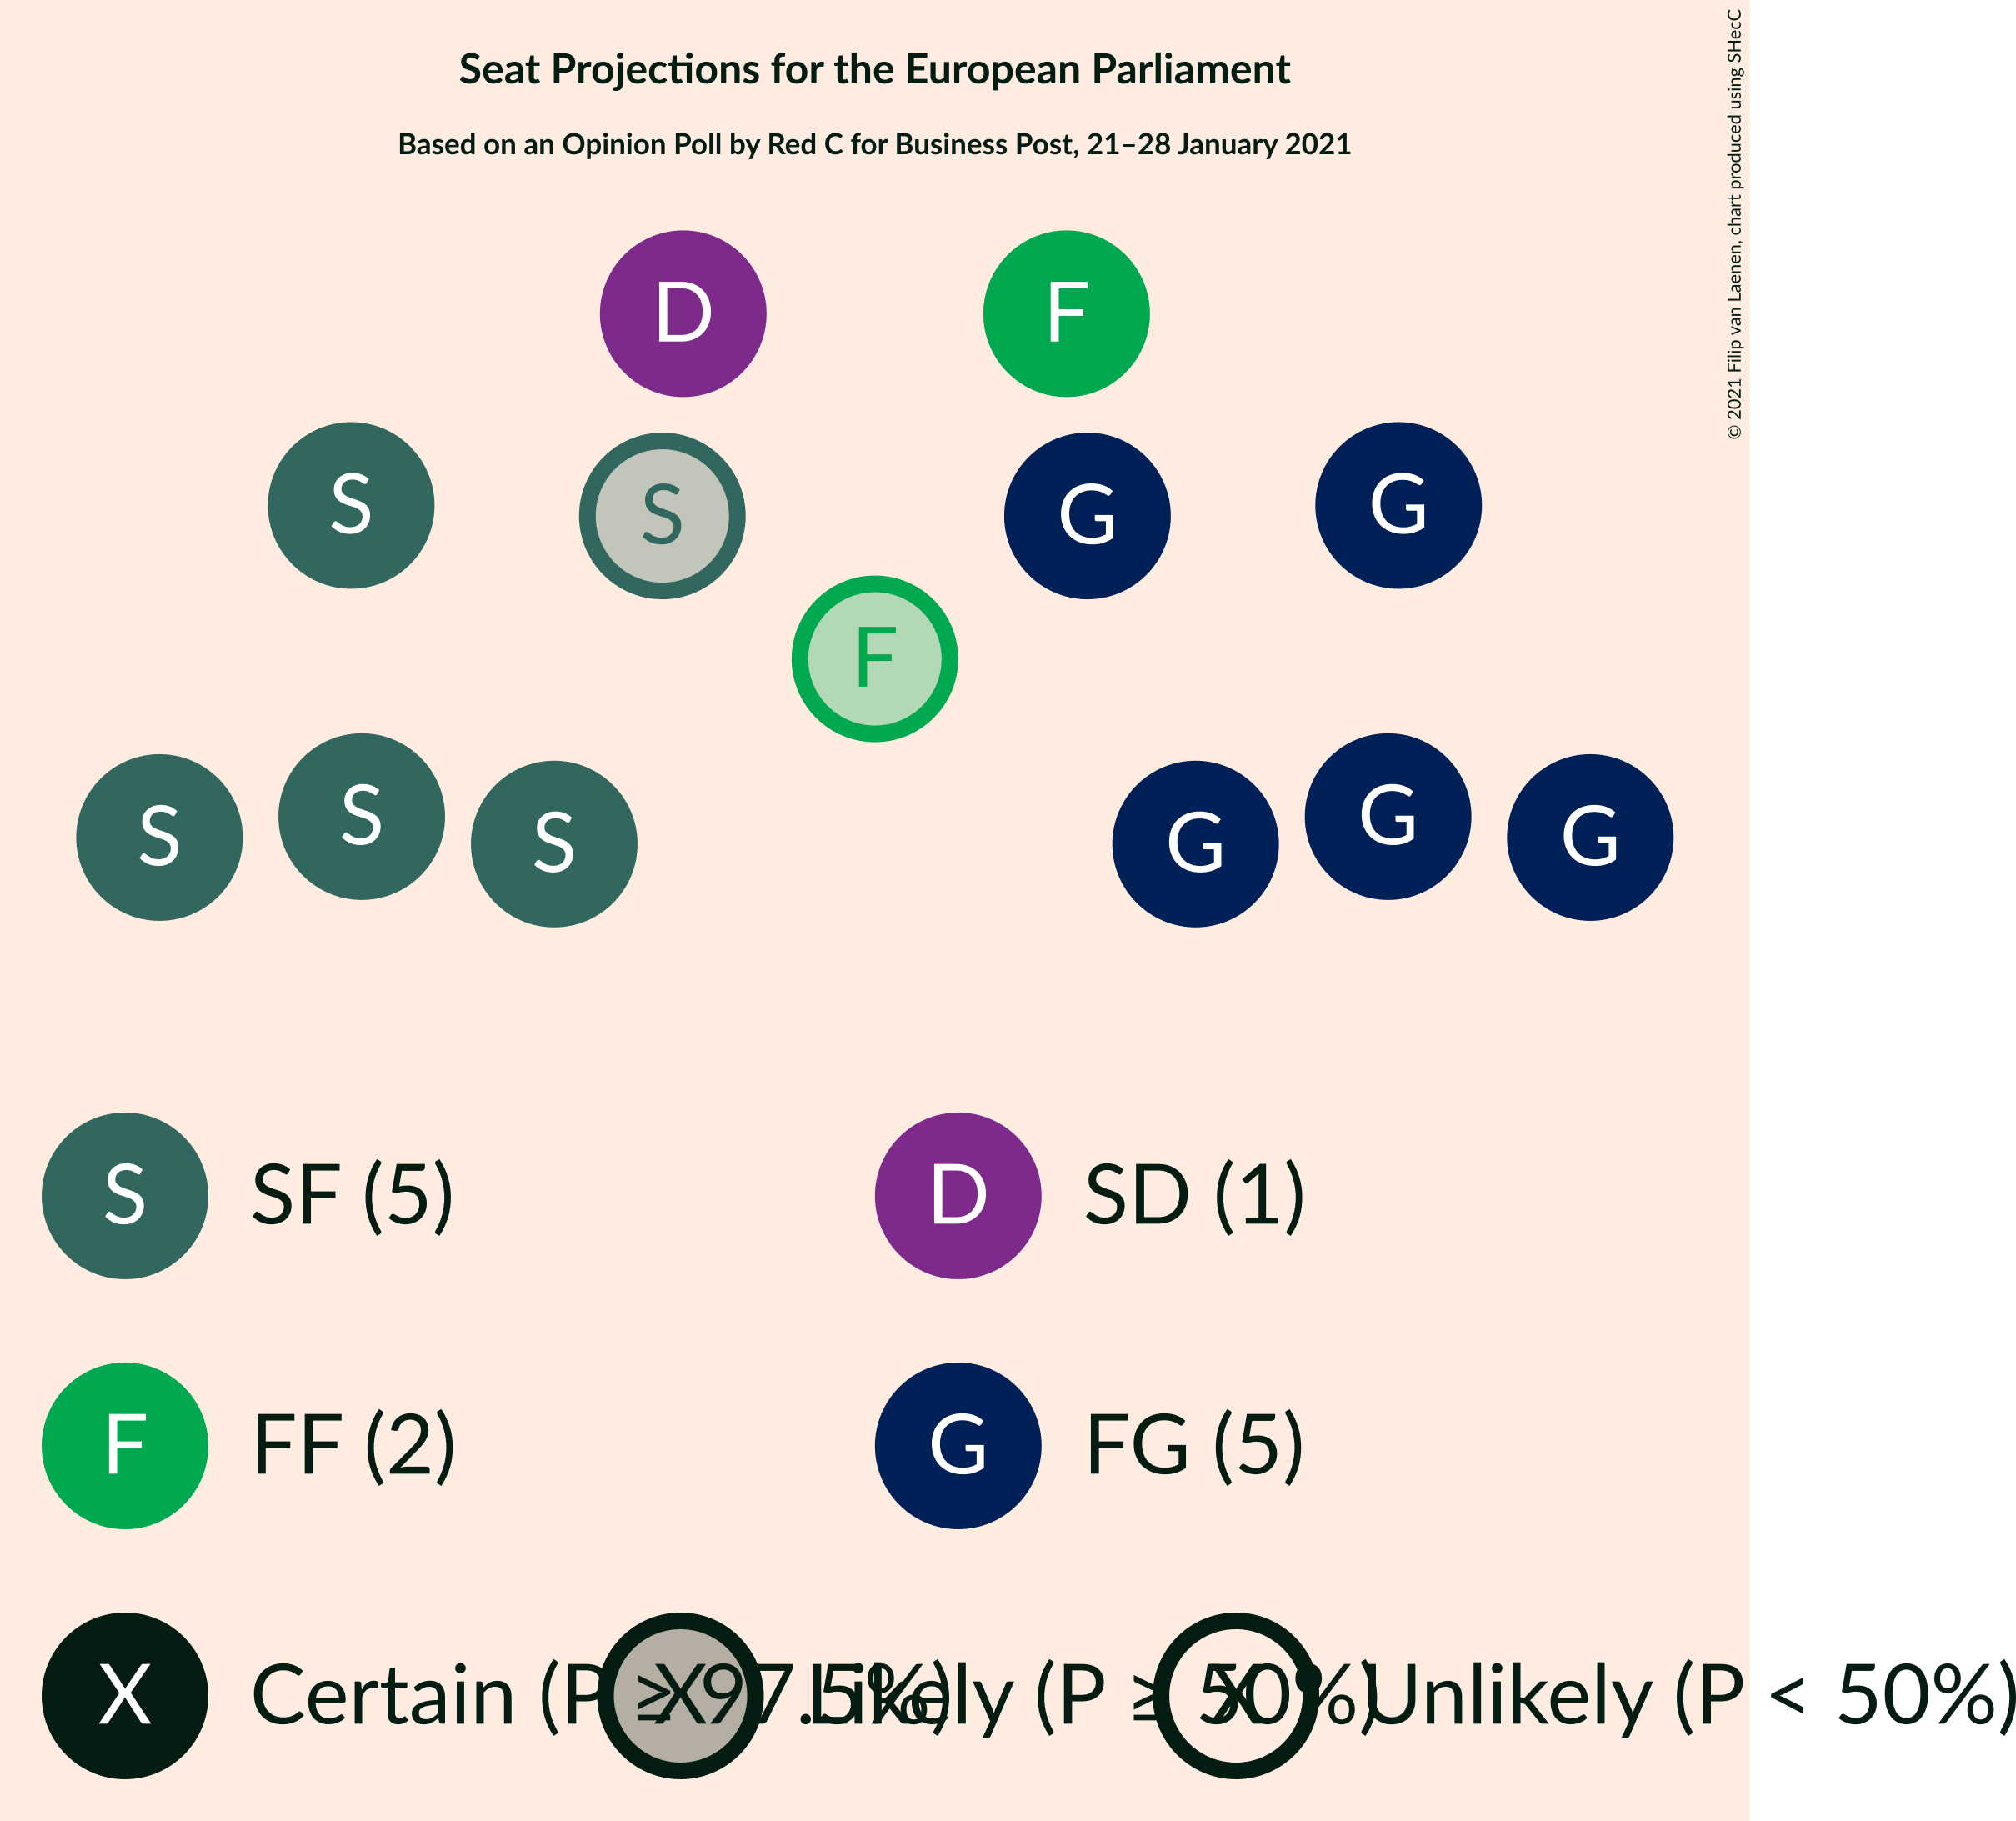 Seat Projections for the European Parliament
Based on an Opinion Poll by Red C for Business Post, 21–28 January 2021
© 2021 Filip van Laenen, chart produced using SHecC
D F
S S G G
F
S S S G G G
S SF (5) D SD (1)
F FF (2) G FG (5)
X Certain (P ≥ 97.5%) X Likely (P ≥ 50%) X Unlikely (P < 50%)